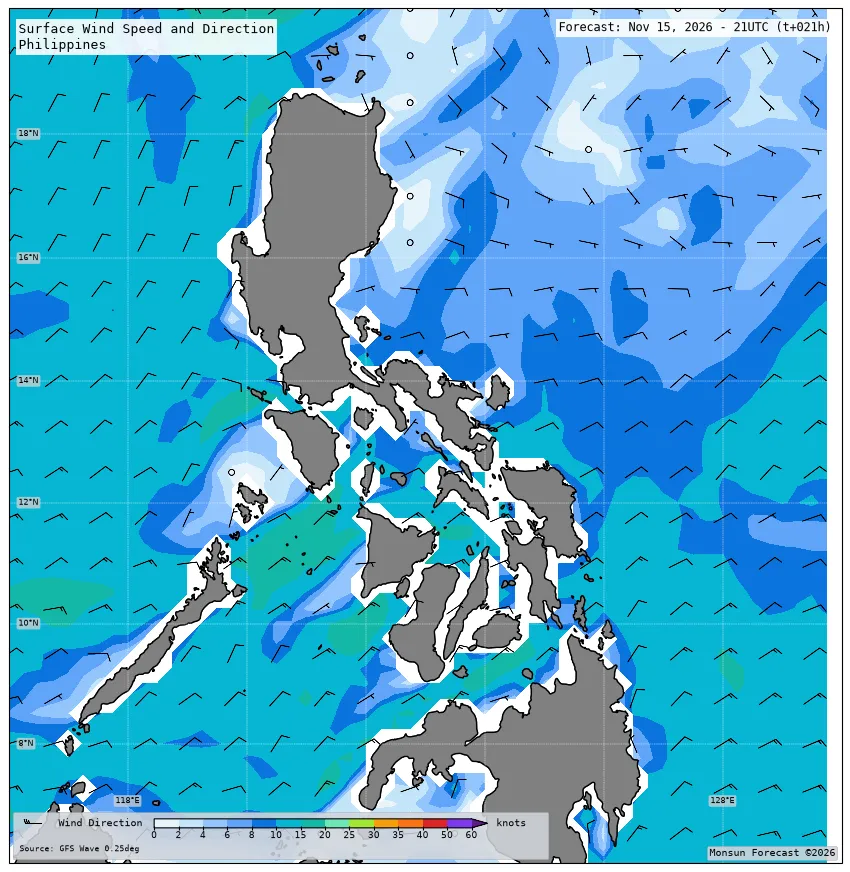 Surface Wind Speed and Direction
Philippines
Forecast: Nov 15, 2026 - 21UTC (t+021h)
18°N
16°N
14°N
12°N
10°N
8°N
118°E
128°E
Wind Direction
knots
0 2 4 6 8 10 15 20 25 30 35 40 50 60
Source: GFS Wave 0.25deg
Monsun Forecast ©2026